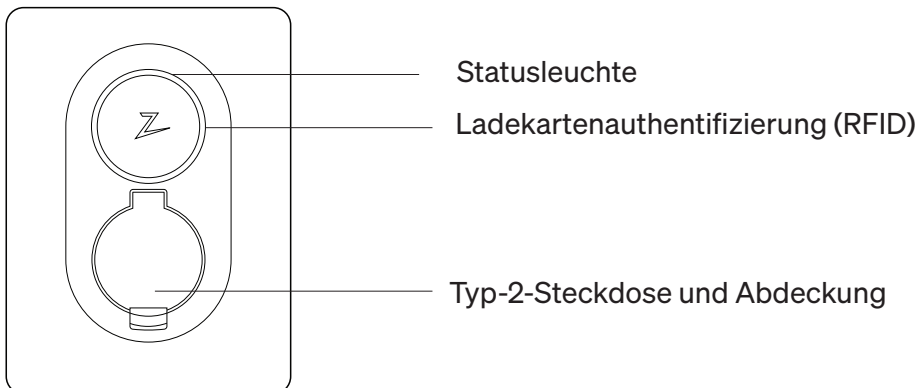 Statusleuchte
Ladekartenauthentifizierung (RFID)
Typ-2-Steckdose und Abdeckung